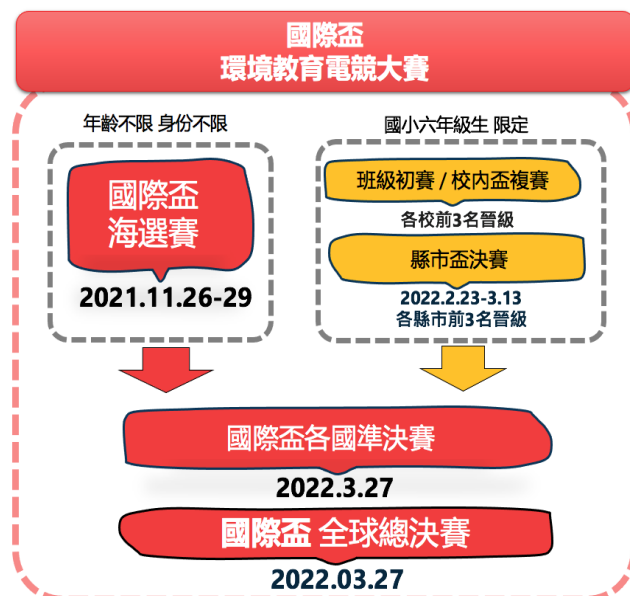 國際盃
環境教育電競大賽
年齡不限 身份不限
國際盃
海選賽
2021.11.26-29
國小六年級生 限定
班級初賽 / 校內盃複賽
各校前3名晉級
縣市盃決賽
2022.2.23-3.13
各縣市前3名晉級
國際盃各國準決賽
2022.3.27
國際盃 全球總決賽
2022.03.27